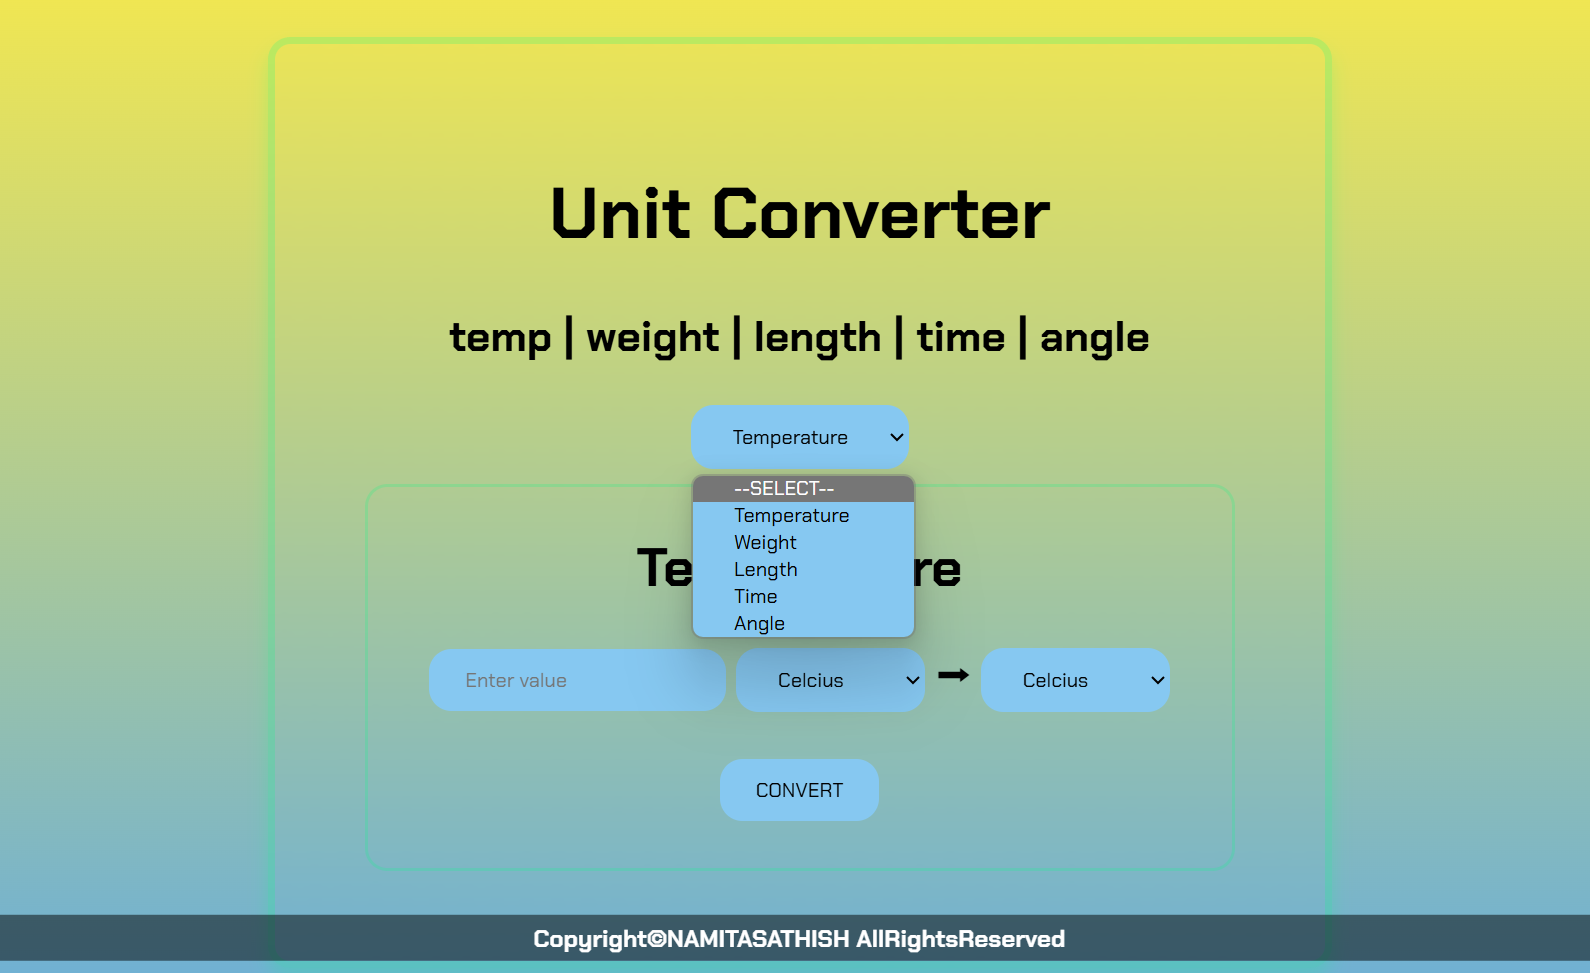 Unit Converter
temp | weight | length | time | angle
Temperature
--SELECT--
Temperature
Weight
Length
Time
Angle
Te re
Enter value
Celcius
Celcius
CONVERT
Copyright©NAMITASATHISH AllRightsReserved